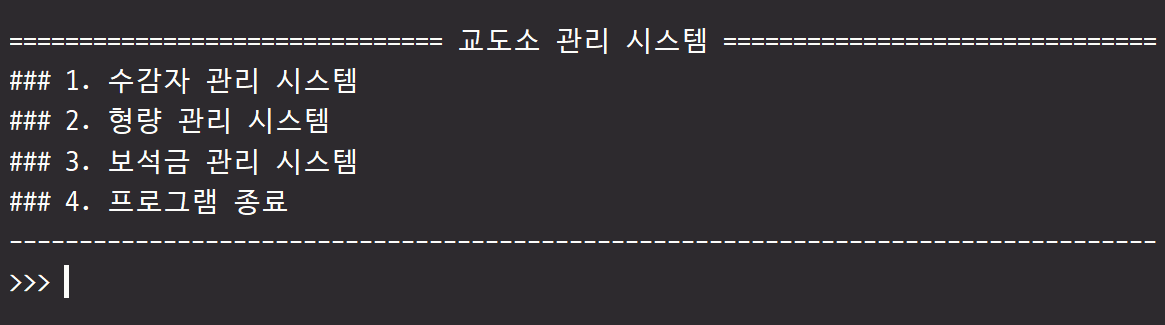 =============================== 교도소 관리 시스템 ===============================
### 1. 수감자 관리 시스템
### 2. 형량 관리 시스템
### 3. 보석금 관리 시스템
### 4. 프로그램 종료
----------------------------------------------------------------------------------
>>>